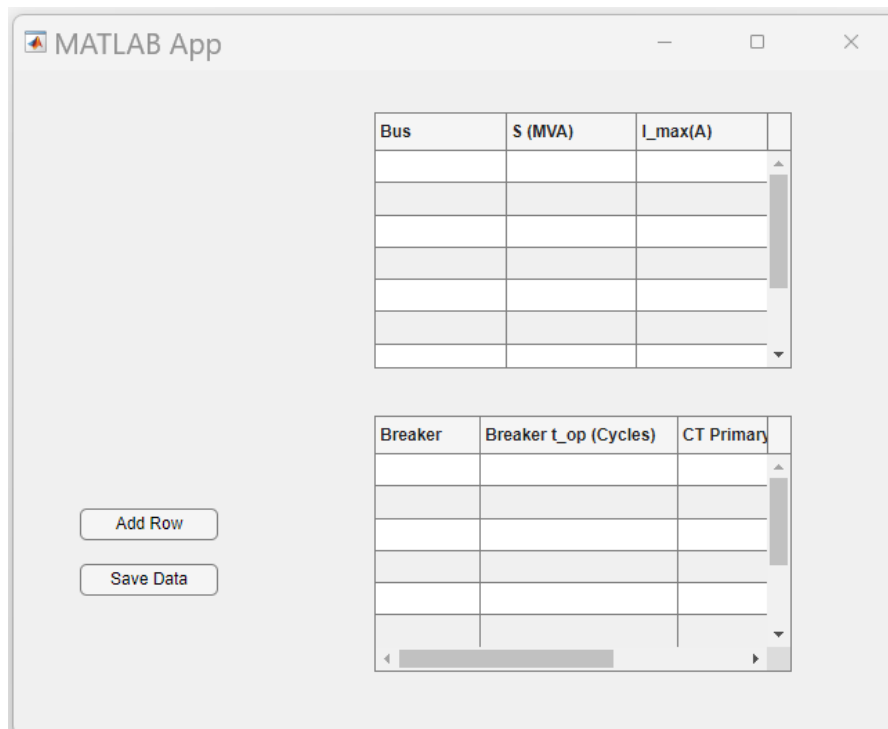 MATLAB App
Bus S (MVA) I_max(A)
Breaker Breaker t_op (Cycles) CT Primary
Add Row
Save Data